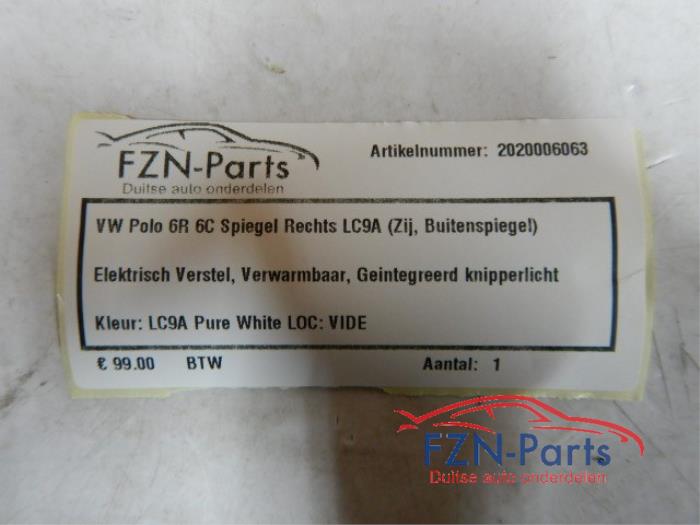 FZN-Parts
Duitse auto onderdelen
Artikelnummer: 2020006063
VW Polo 6R 6C Spiegel Rechts LC9A (Zij, Buitenspiegel)
Elektrisch Verstel, Verwarmbaar, Geintegreerd knipperlicht
Kleur: LC9A Pure White LOC: VIDE
€ 99.00 BTW Aantal: 1
FZN-Parts
Duitse auto onderdelen